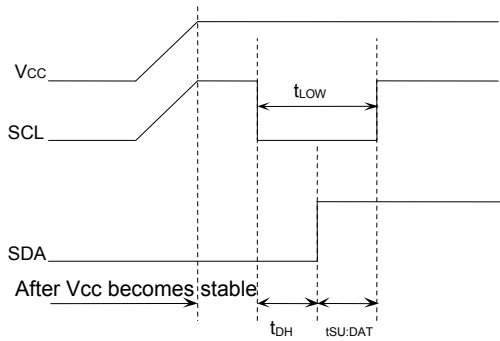 VCC
tLOW
SCL
SDA
After Vcc becomes stable
tDH
tSU:DAT